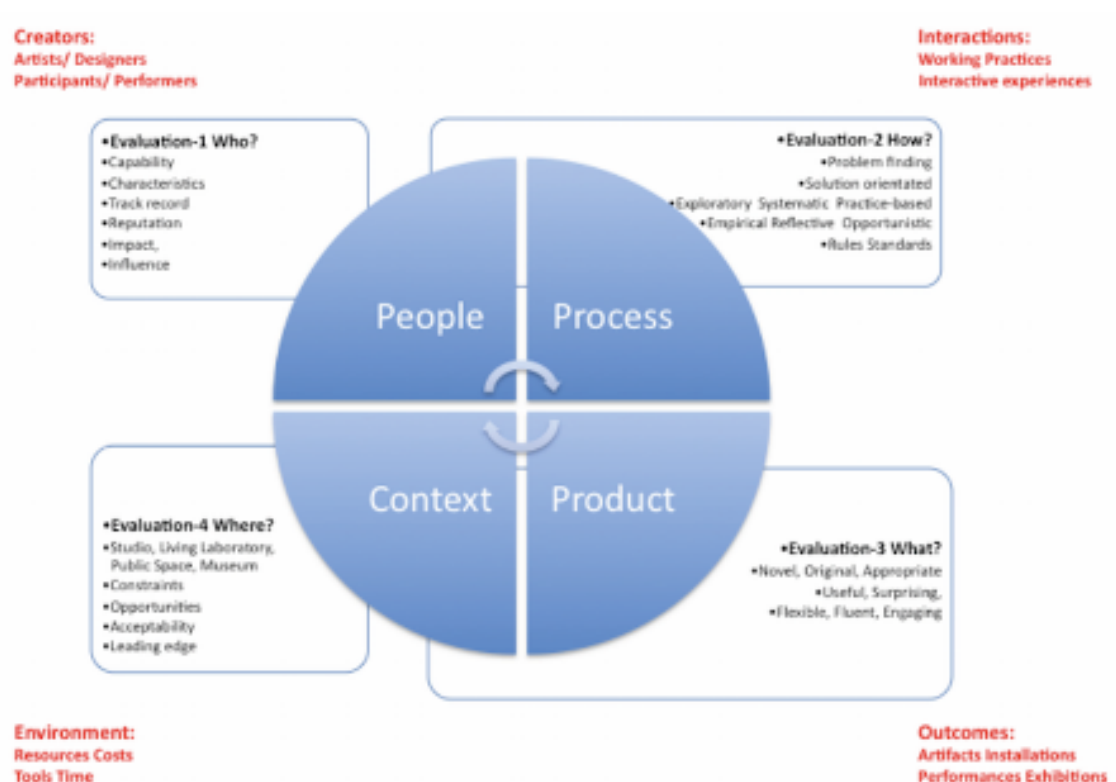 Creators:
Artists/ Designers
Participants/ Performers
Interactions:
Working Practices
Interactive experiences
•Evaluation-1 Who?
•Capability
•Characteristics
•Track record
•Reputation
•Impact,
•Influence
•Evaluation-2 How?
•Problem finding
•Solution orientated
•Exploratory Systematic Practice-based
•Empirical Reflective Opportunistic
•Rules Standards
People
Process
Context
Product
•Evaluation-4 Where?
•Studio, Living Laboratory,
Public Space, Museum
•Constraints
•Opportunities
•Acceptability
•Leading edge
•Evaluation-3 What?
•Novel, Original, Appropriate
•Useful, Surprising,
•Flexible, Fluent, Engaging
Environment:
Resources Costs
Tools Time
Outcomes:
Artifacts Installations
Performances Exhibitions